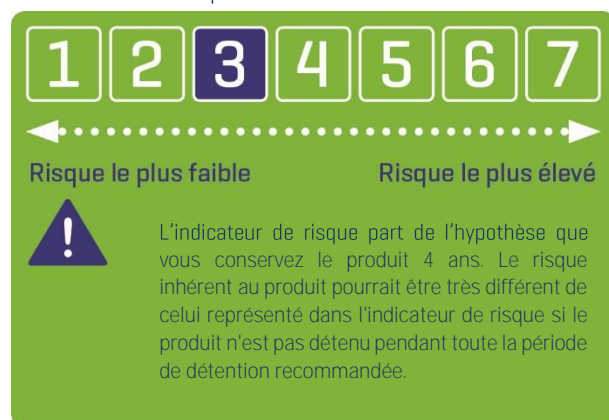 1 2 3 4 5 6 7
Risque le plus faible Risque le plus élevé
!
L'indicateur de risque part de l'hypothèse que
vous conservez le produit 4 ans. Le risque
inhérent au produit pourrait être très différent de
celui représenté dans l'indicateur de risque si le
produit n'est pas détenu pendant toute la période
de détention recommandée.